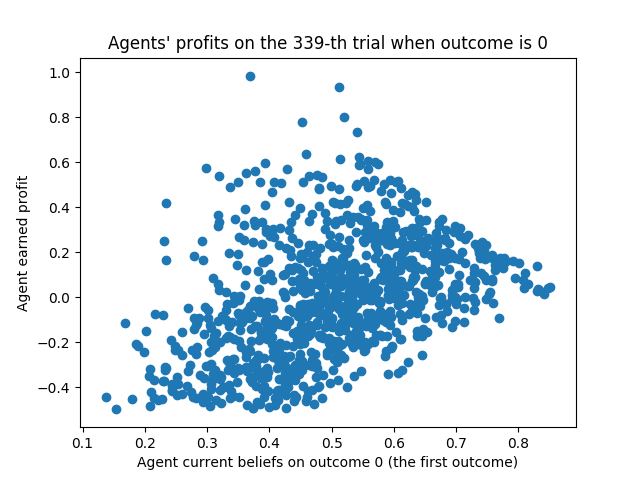 Agents' profits on the 339-th trial when outcome is 0
1.0
0.8
0.6
0.4
0.2
0.0
−0.2
−0.4
Agent earned profit
0.1 0.2 0.3 0.4 0.5 0.6 0.7 0.8
Agent current beliefs on outcome 0 (the first outcome)